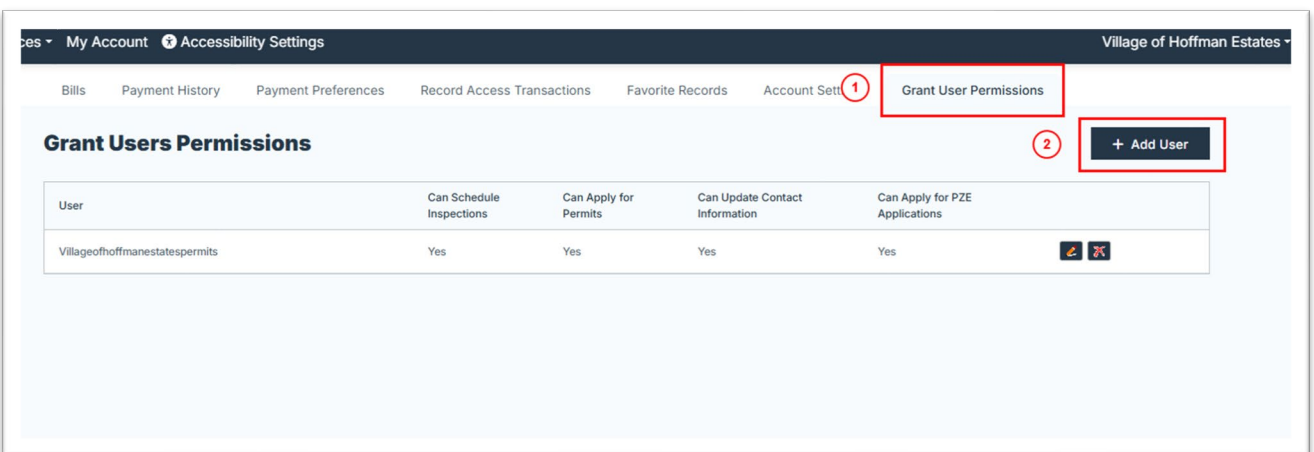 ces My Account Accessibility Settings Village of Hoffman Estates
Bills Payment History Payment Preferences Record Access Transactions Favorite Records Account Sett 1 Grant User Permissions
Grant Users Permissions
2 + Add User
User Can Schedule Inspections Can Apply for Permits Can Update Contact Information Can Apply for PZE Applications
Villageofhoffmanestatespermits Yes Yes Yes Yes